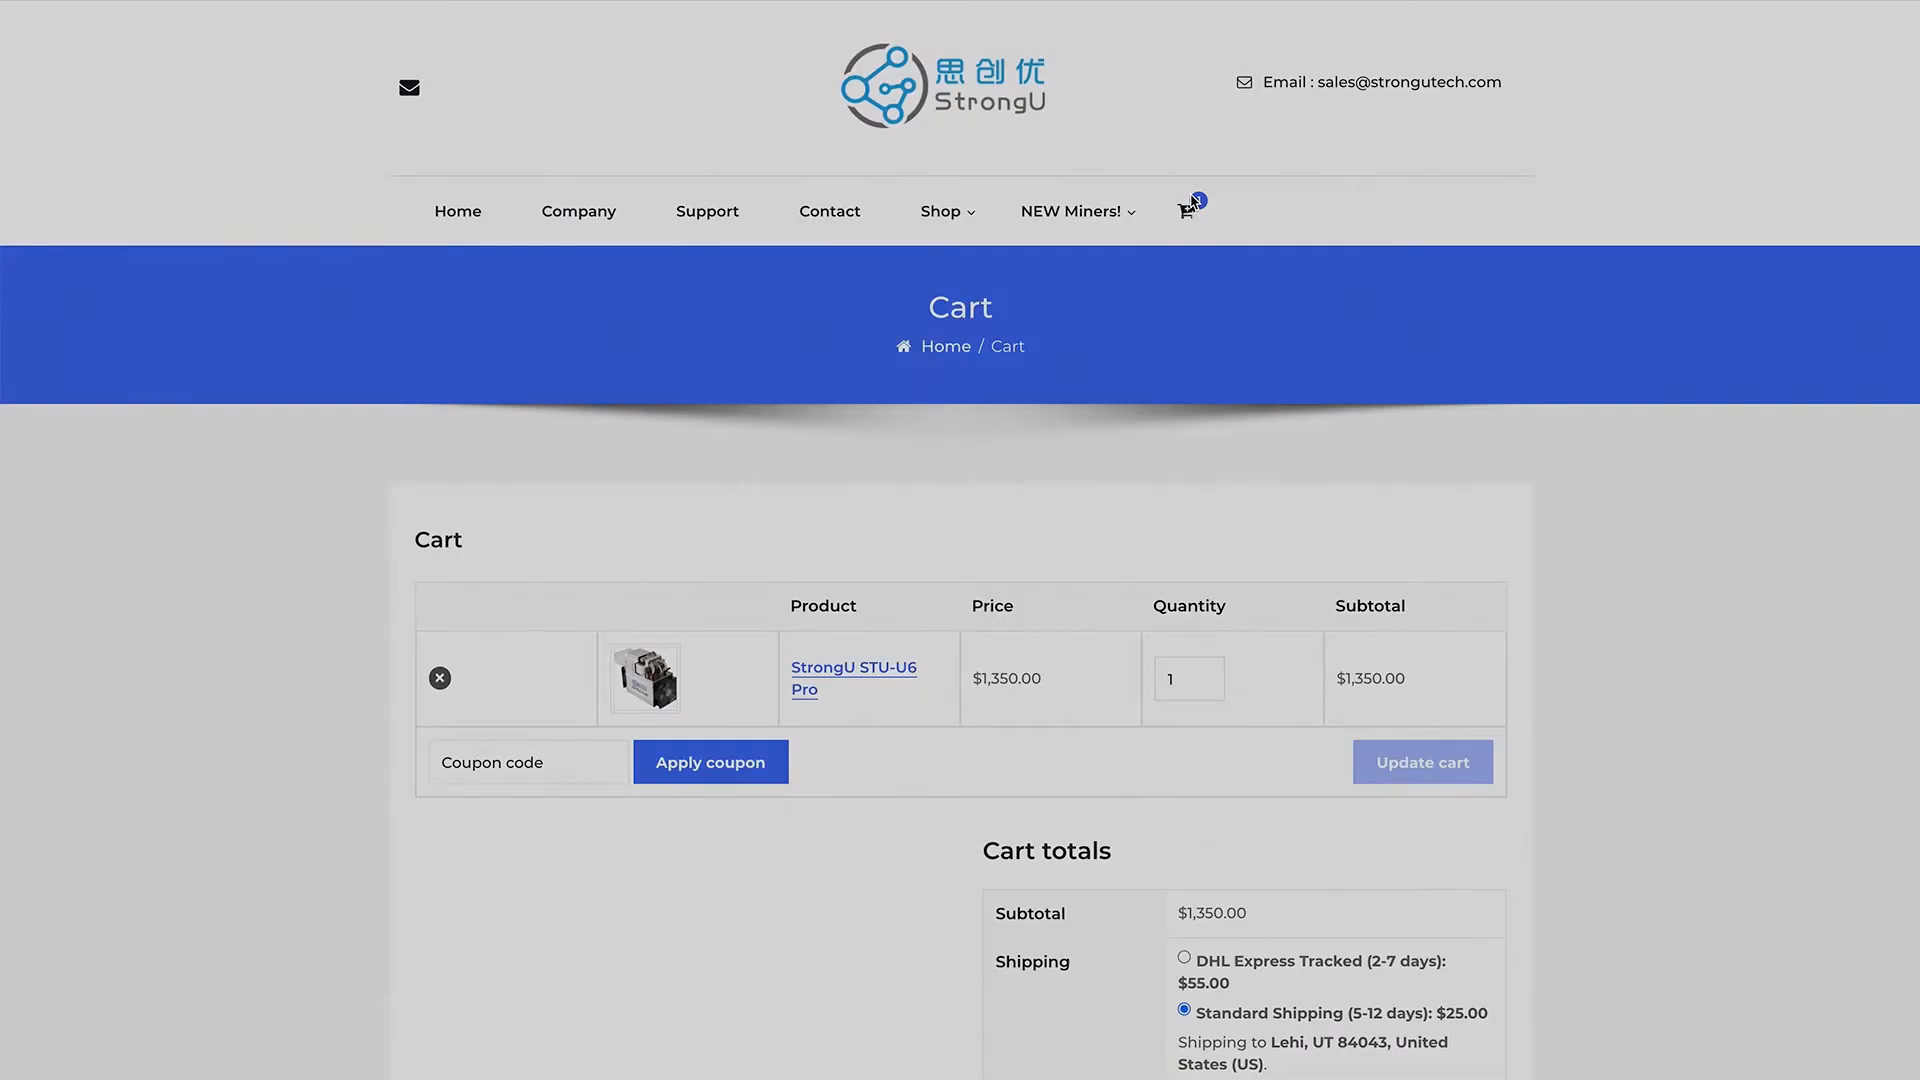 思创优
StrongU
Email : sales@strongutech.com
Home
Company
Support
Contact
Shop
NEW Miners!
Cart
Home / Cart
Cart
Product
Price
Quantity
Subtotal
StrongU STU-U6
Pro
$1,350.00
1
$1,350.00
Coupon code
Apply coupon
Update cart
Cart totals
Subtotal
$1,350.00
Shipping
DHL Express Tracked (2-7 days):
$55.00
Standard Shipping (5-12 days): $25.00
Shipping to Lehi, UT 84043, United
States (US).